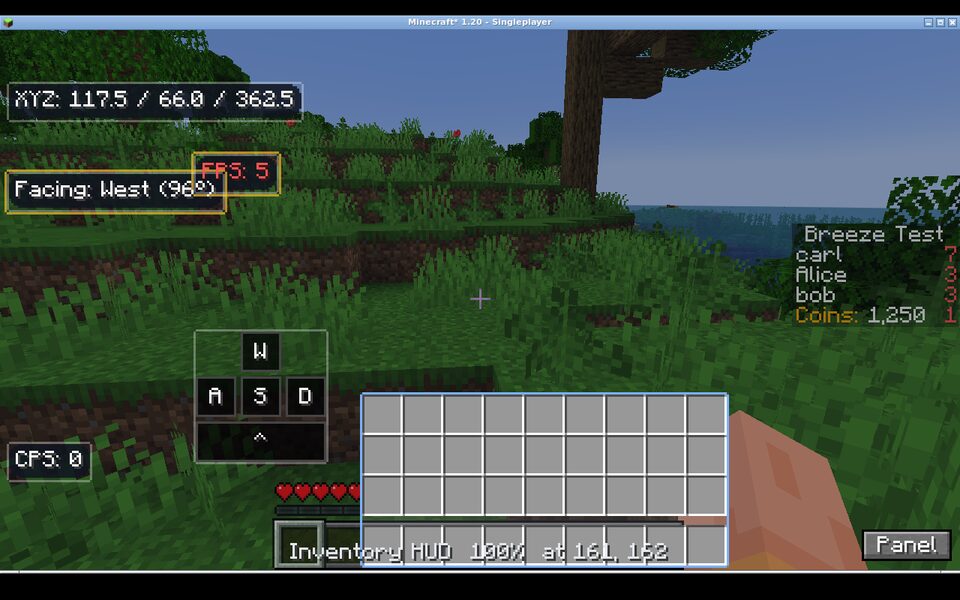 Minecraft* 1.20 - Singleplayer
XYZ: 117.5 / 66.0 / 362.5
FPS: 5
Facing: West (96º)
Breeze Test
carl 7
Alice 3
bob 3
Coins: 1,250 1
W
A S D
^
CPS: 0
Inventory HUD 100% at 161, 162
Panel